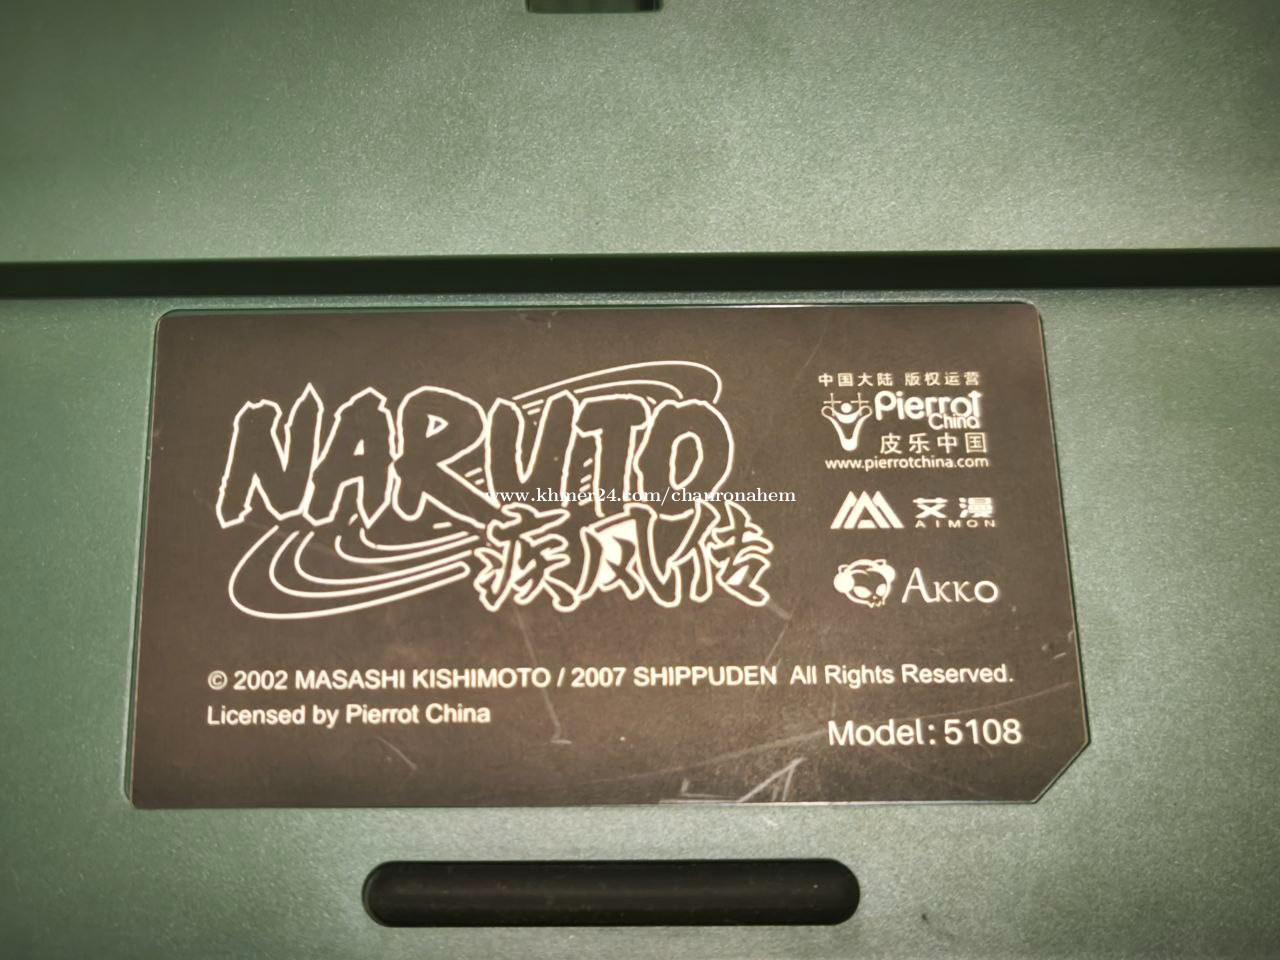 NARUTO
疾风传
www.khmer24.com/chauronahem
中国大陆 版权运营
Pierrot
China
皮乐中国
www.pierrotchina.com
艾漫
AIMON
AKKO
© 2002 MASASHI KISHIMOTO / 2007 SHIPPUDEN All Rights Reserved.
Licensed by Pierrot China
Model: 5108